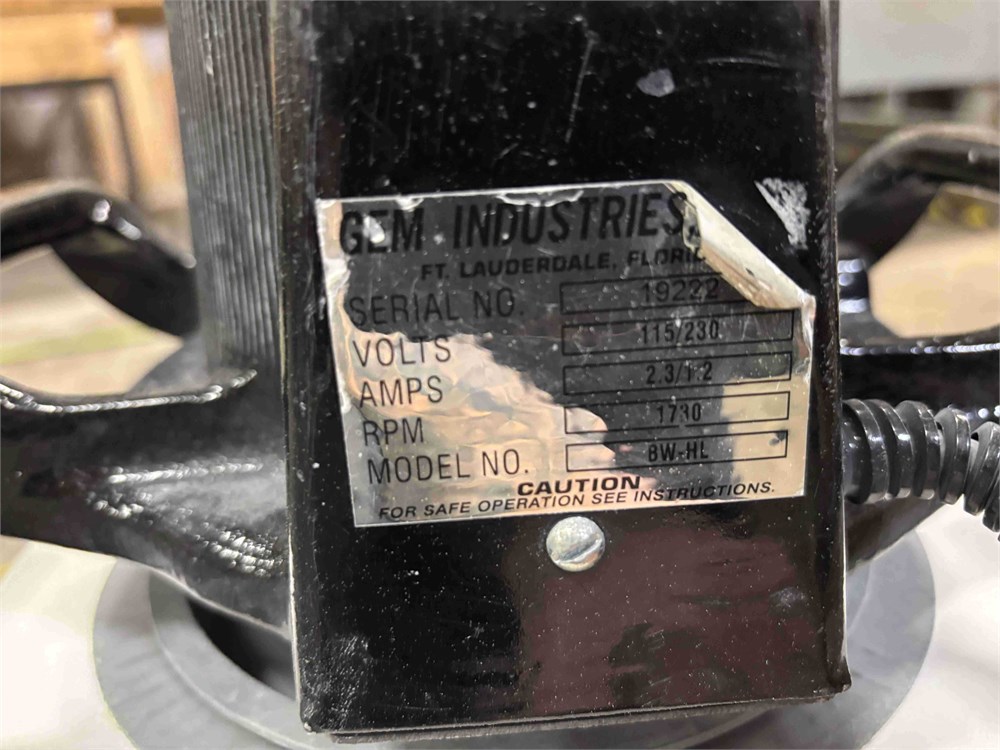 GEM INDUSTRIES,
FT. LAUDERDALE,
SERIAL NO. 19222
VOLTS 115/230
AMPS 2.3/1.2
RPM 1730
MODEL NO. BW-HL
CAUTION
FOR SAFE OPERATION SEE INSTRUCTIONS.